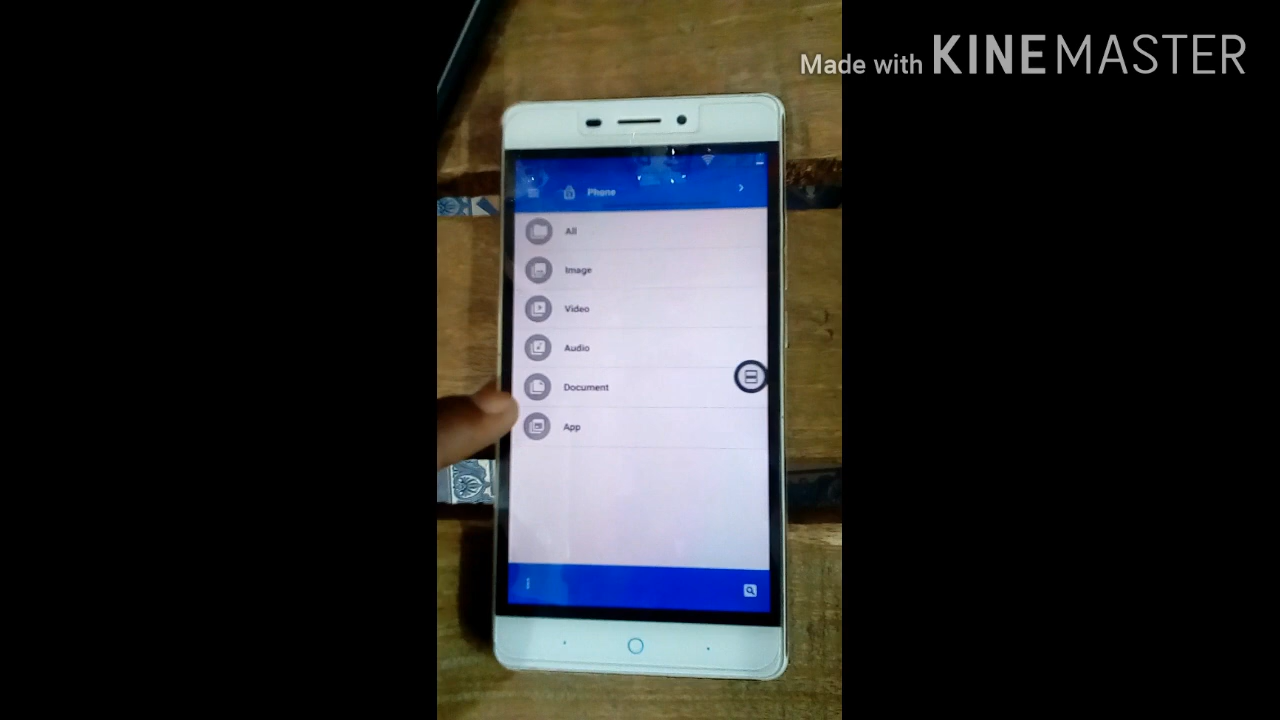 Made with KINEMASTER
Phone
All
Image
Video
Audio
Document
App